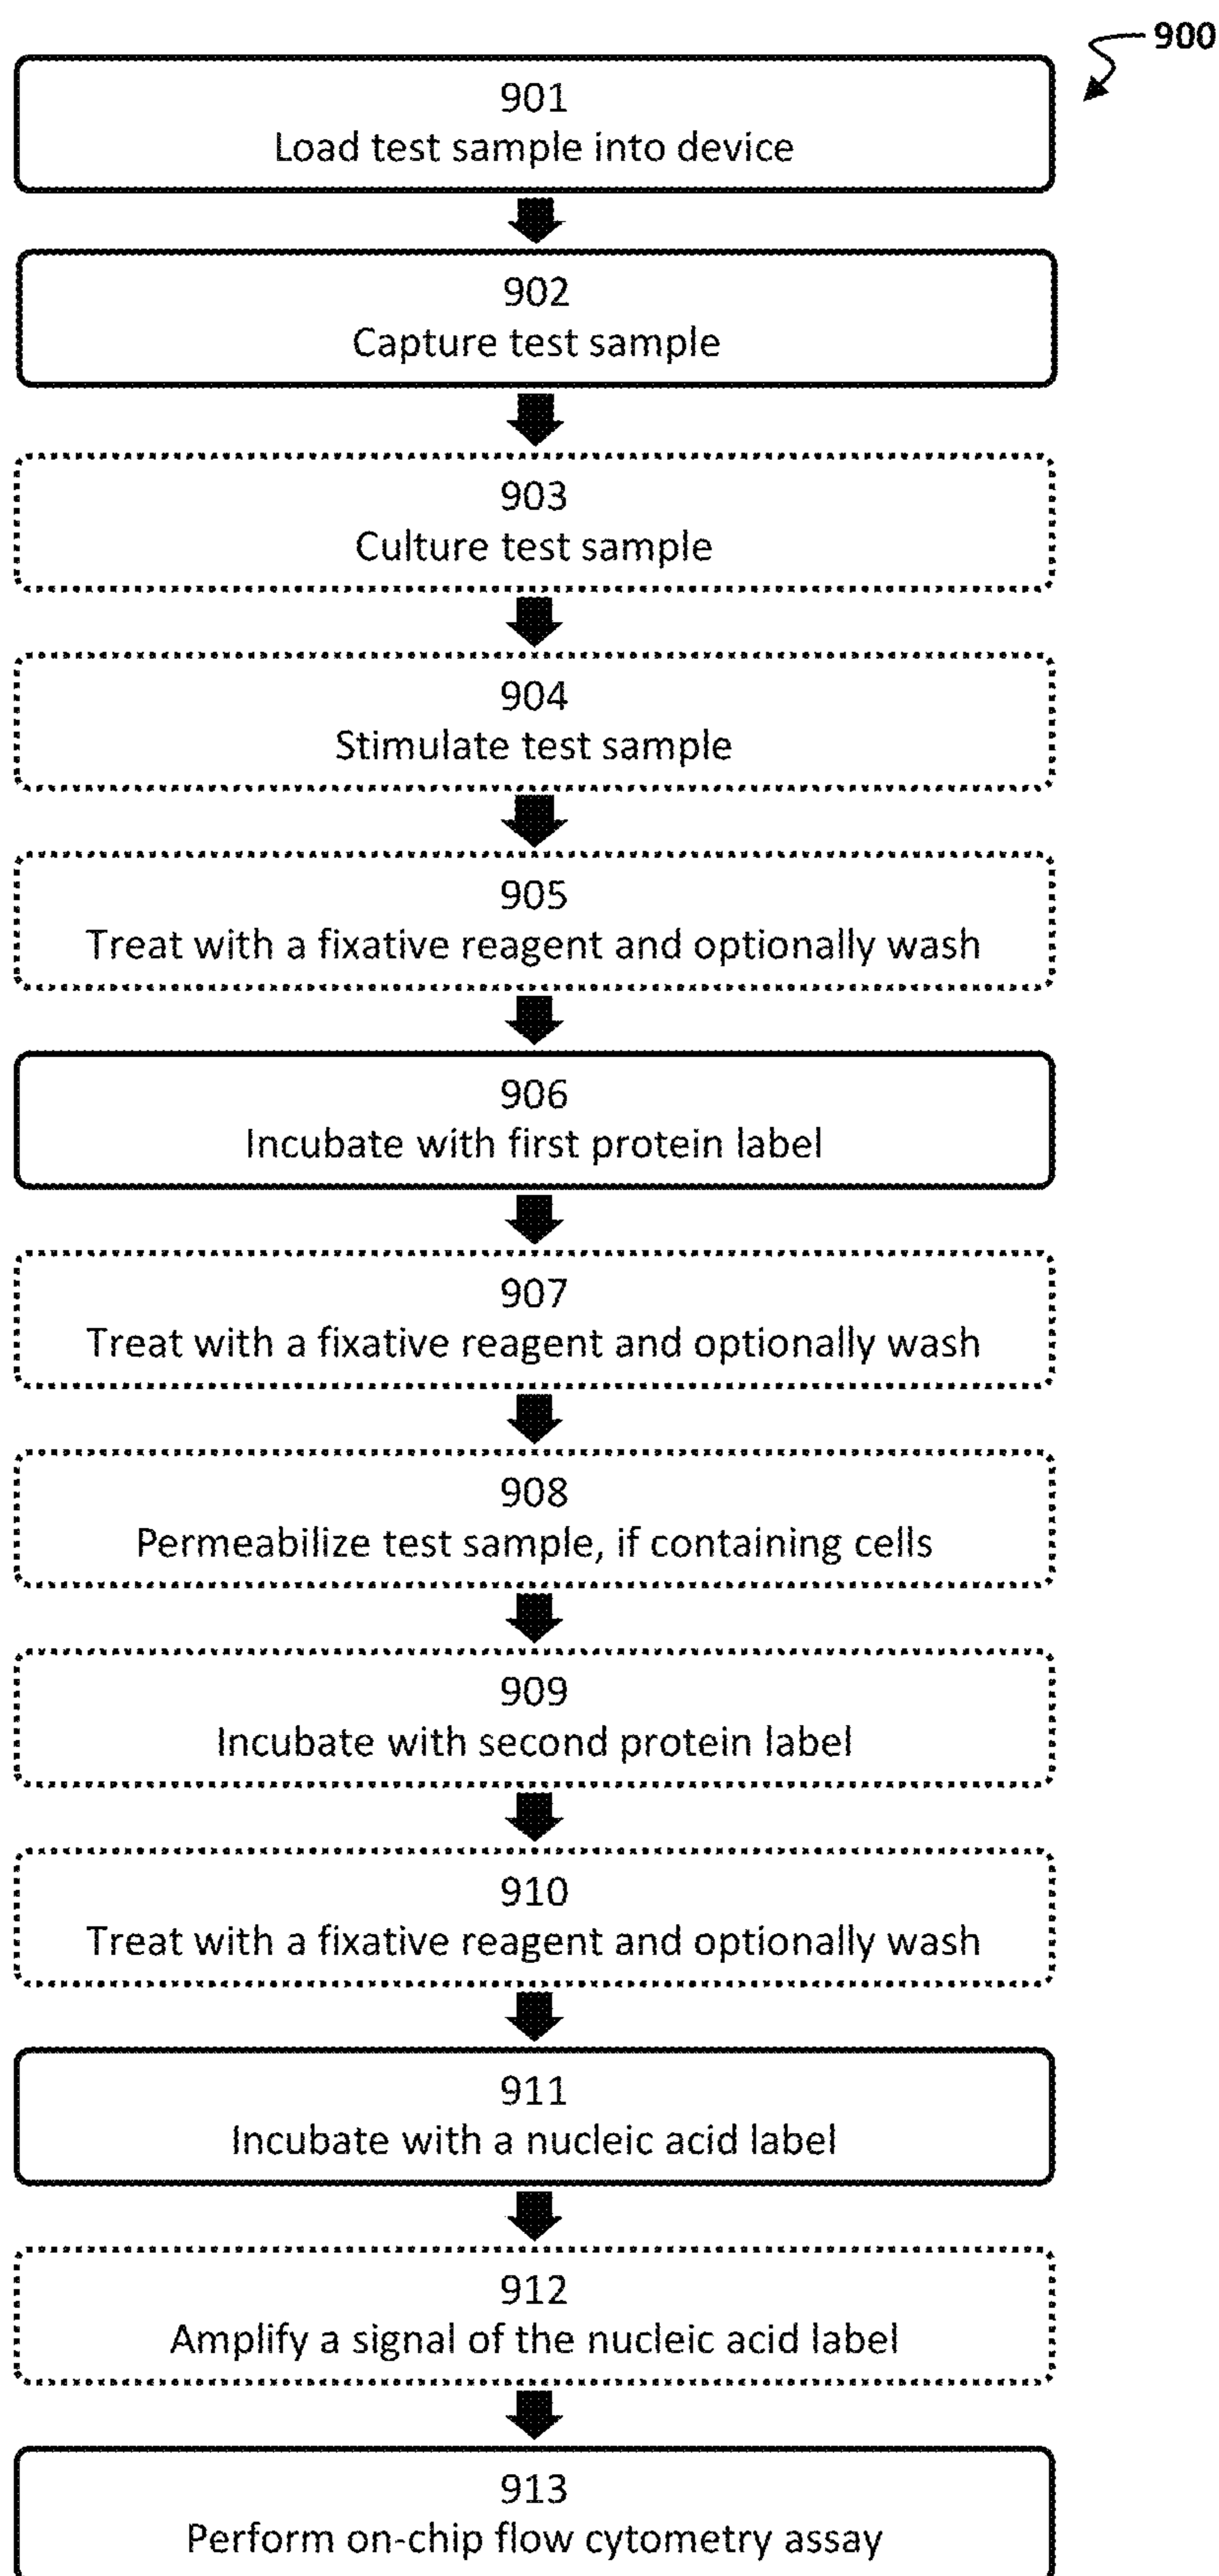 900
901
Load test sample into device
902
Capture test sample
903
Culture test sample
904
Stimulate test sample
905
Treat with a fixative reagent and optionally wash
906
Incubate with first protein label
907
Treat with a fixative reagent and optionally wash
908
Permeabilize test sample, if containing cells
909
Incubate with second protein label
910
Treat with a fixative reagent and optionally wash
911
Incubate with a nucleic acid label
912
Amplify a signal of the nucleic acid label
913
Perform on-chip flow cytometry assay